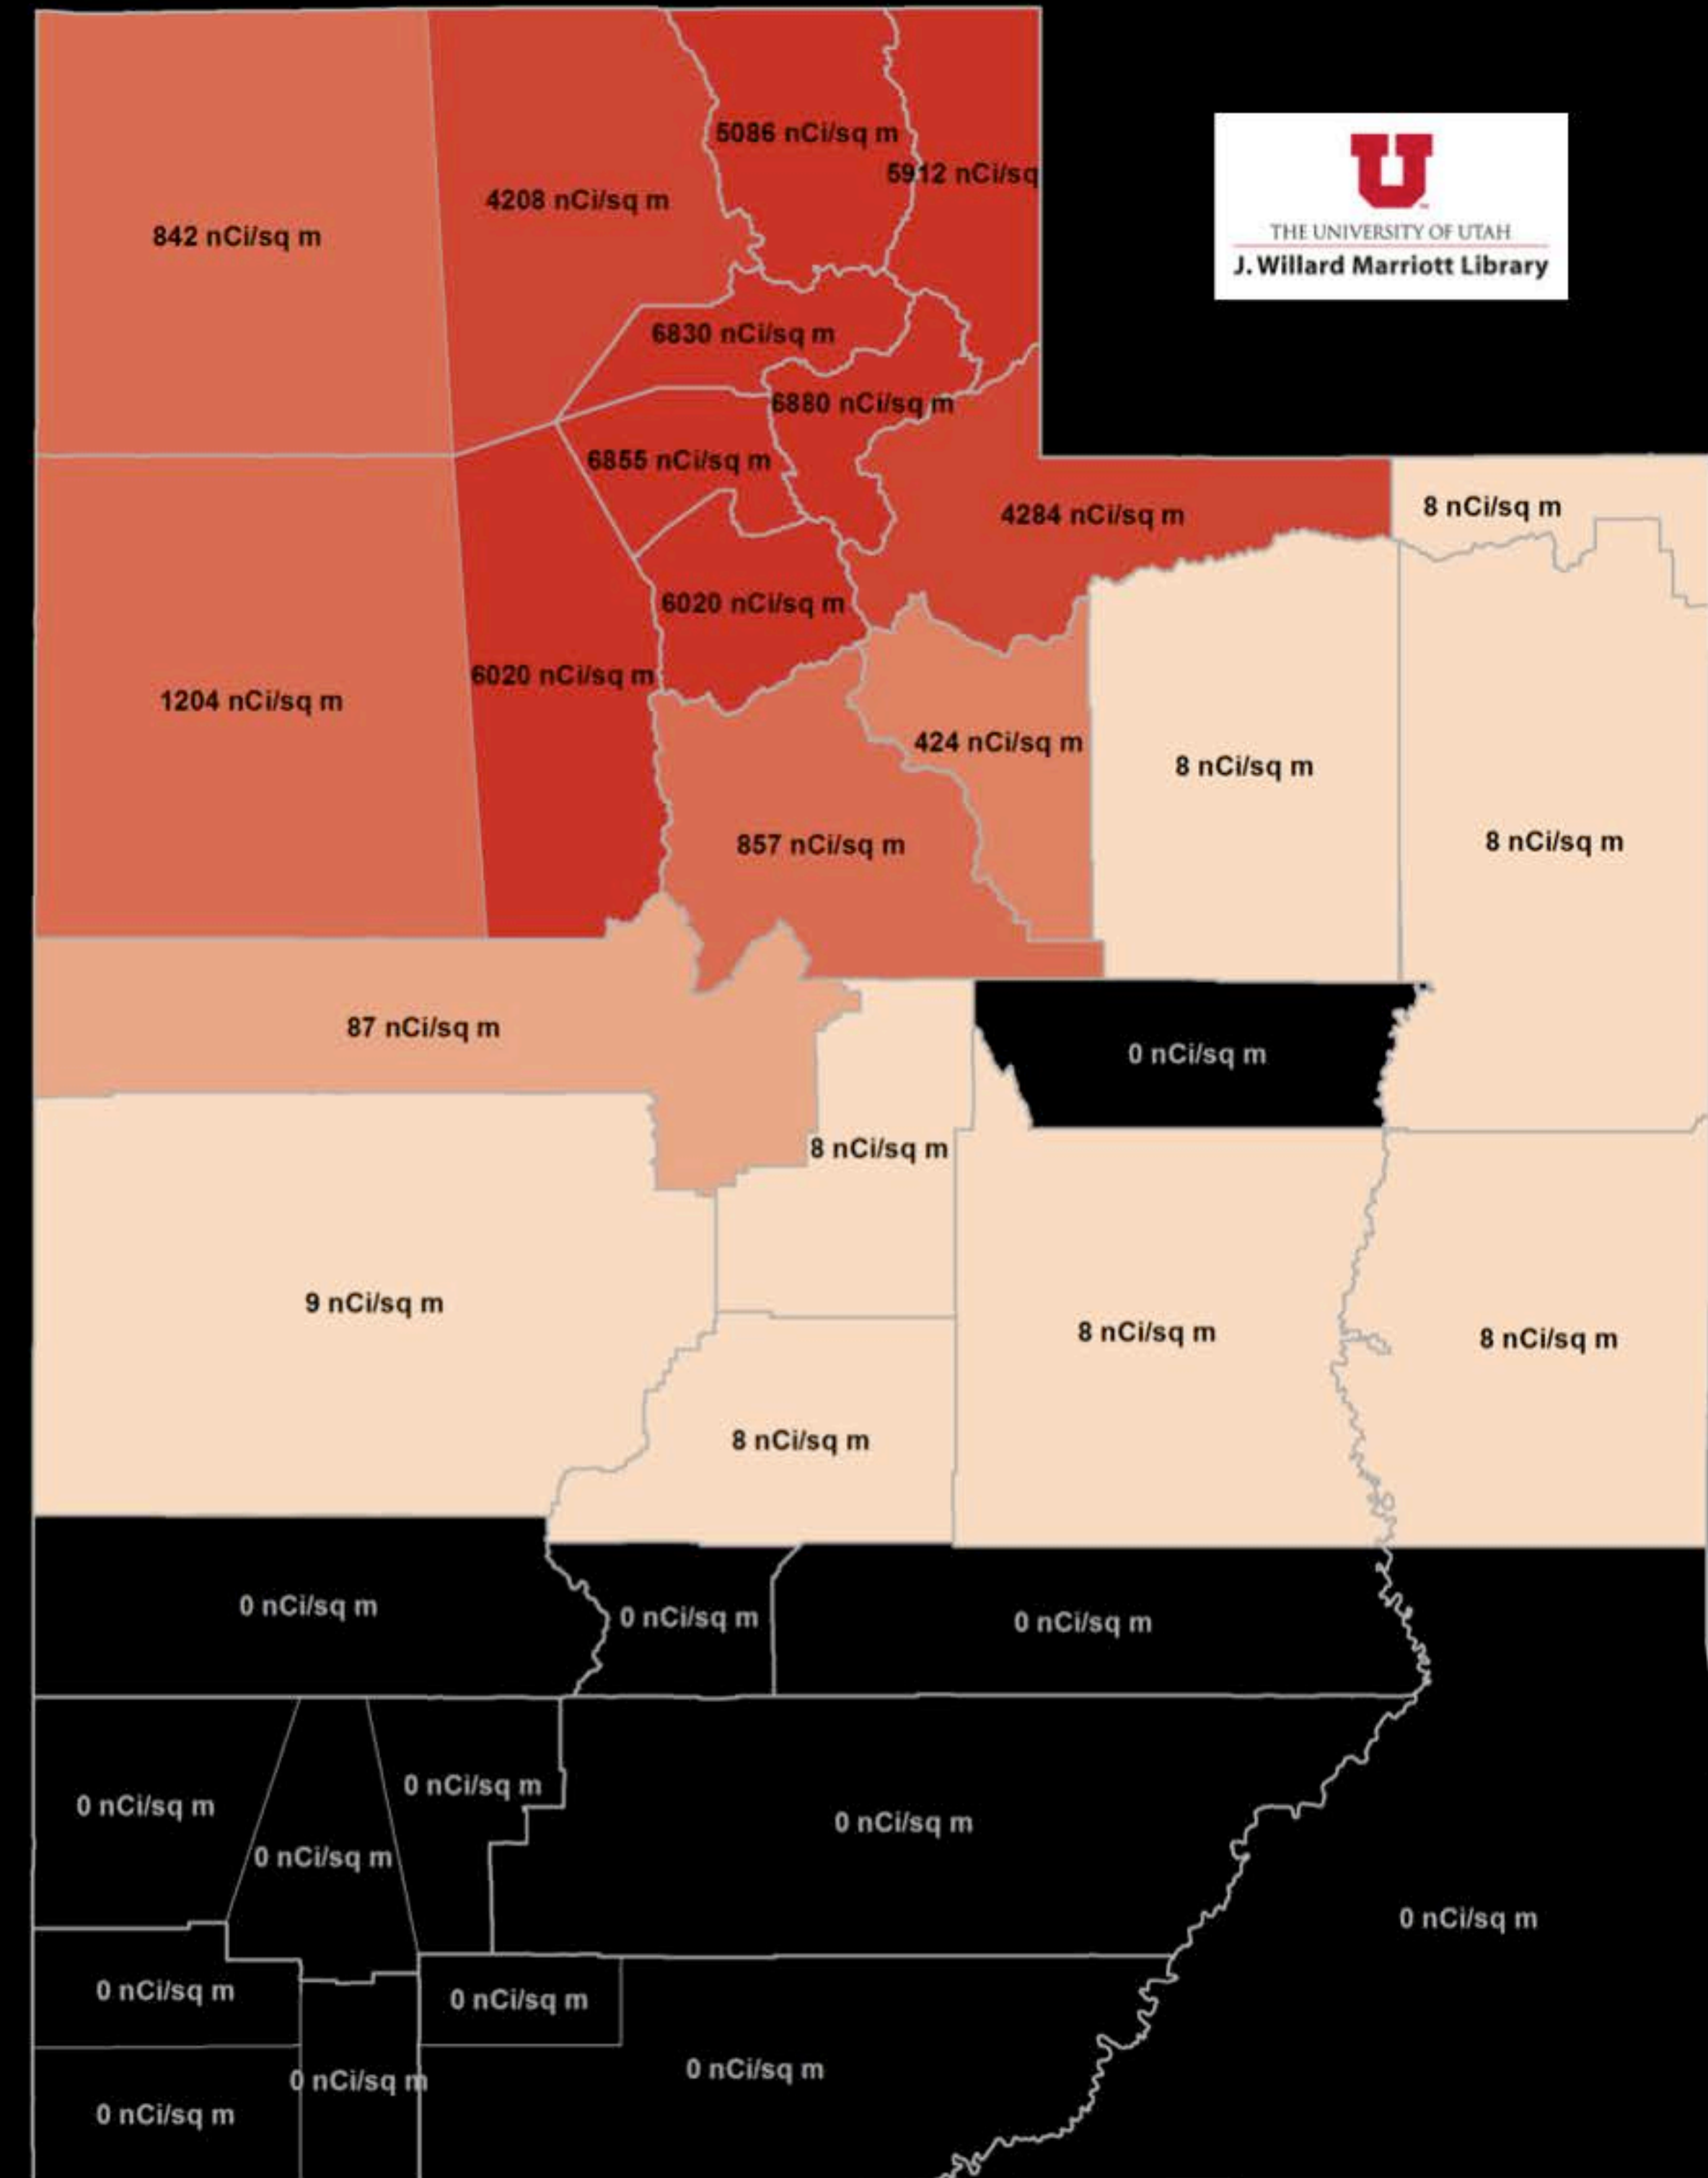 5086 nCi/sq m
5912 nCi/sq
4208 nCi/sq m
842 nCi/sq m
U
THE UNIVERSITY OF UTAH
J. Willard Marriott Library
6830 nCi/sq m
6880 nCi/sq m
6855 nCi/sq m
4284 nCi/sq m
8 nCi/sq m
6020 nCi/sq m
6020 nCi/sq m
1204 nCi/sq m
424 nCi/sq m
8 nCi/sq m
857 nCi/sq m
8 nCi/sq m
87 nCi/sq m
0 nCi/sq m
8 nCi/sq m
9 nCi/sq m
8 nCi/sq m
8 nCi/sq m
8 nCi/sq m
0 nCi/sq m
0 nCi/sq m
0 nCi/sq m
0 nCi/sq m
0 nCi/sq m
0 nCi/sq m
0 nCi/sq m
0 nCi/sq m
0 nCi/sq m
0 nCi/sq m
0 nCi/sq m
0 nCi/sq m
0 nCi/sq m